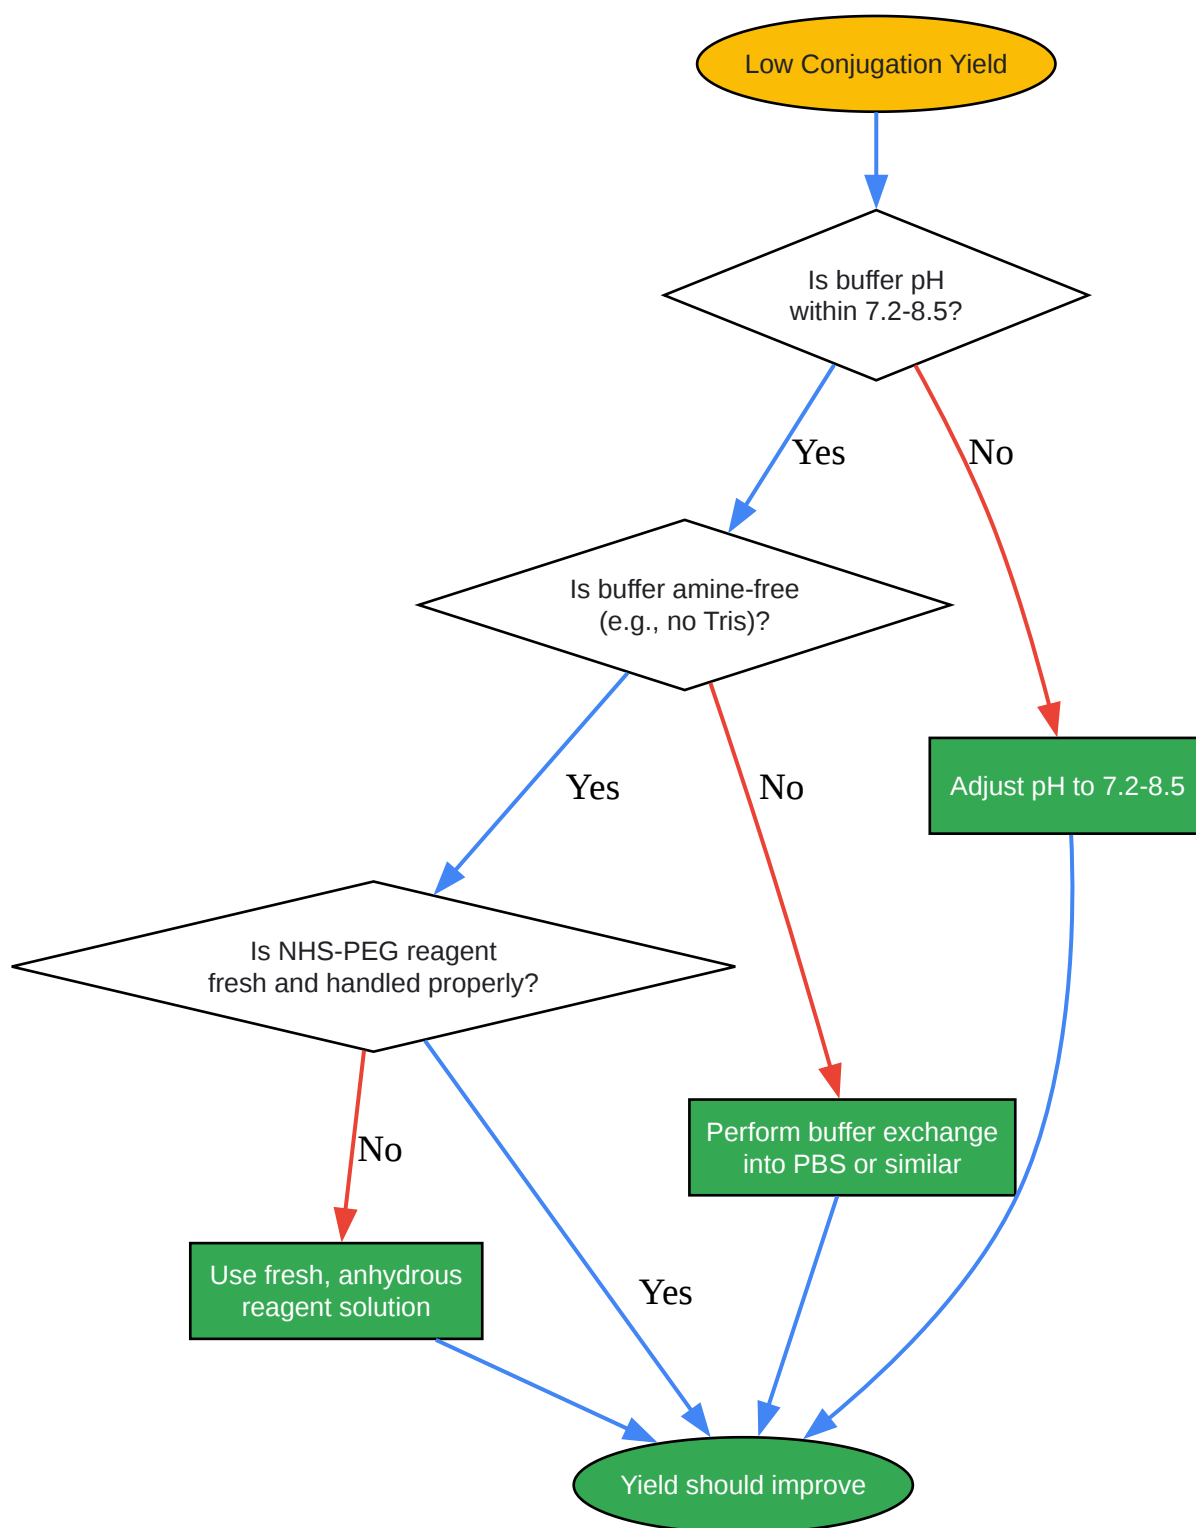 Low Conjugation Yield
Is buffer pH
within 7.2-8.5?
Yes
No
Is buffer amine-free
(e.g., no Tris)?
Yes
No
Adjust pH to 7.2-8.5
Is NHS-PEG reagent
fresh and handled properly?
No
Perform buffer exchange
into PBS or similar
Use fresh, anhydrous
reagent solution
Yes
Yield should improve